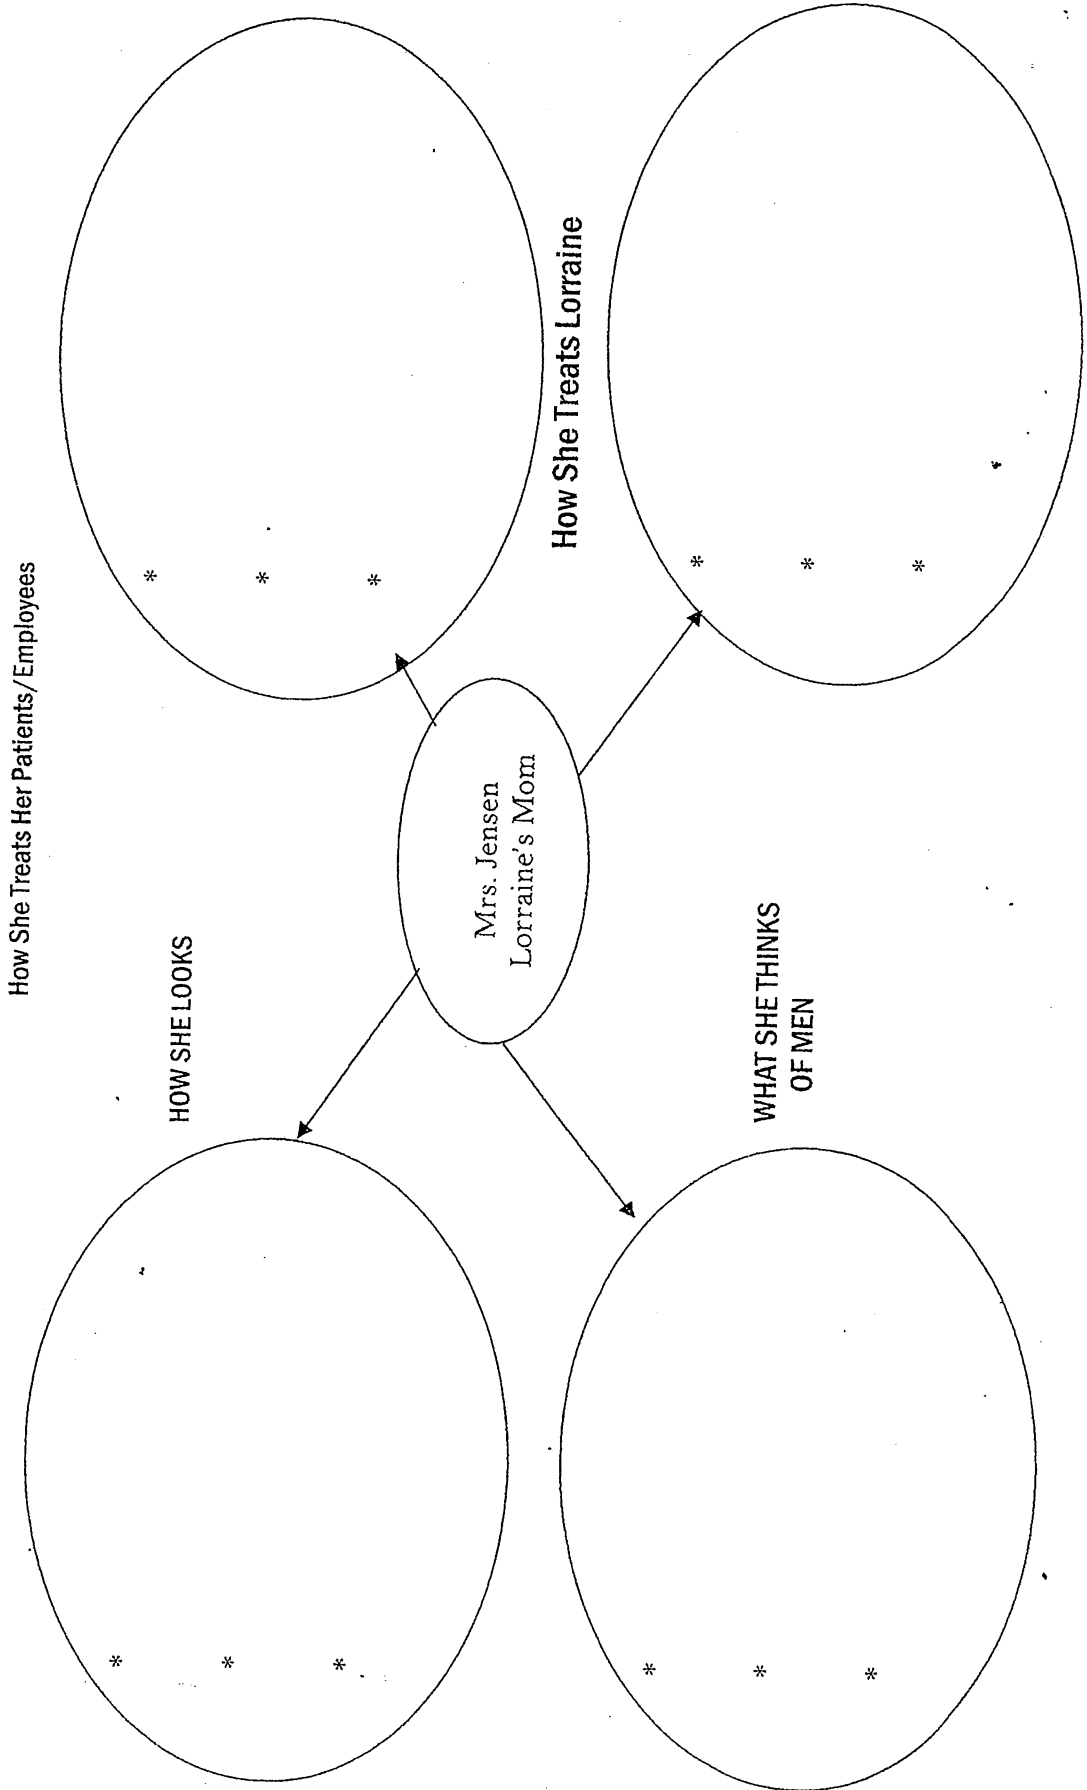 How She Treats Her Patients/Employees
*
*
*
HOW SHE LOOKS
*
*
*
Mrs. Jensen
Lorraine's Mom
How She Treats Lorraine
*
*
*
WHAT SHE THINKS
OF MEN
*
*
*